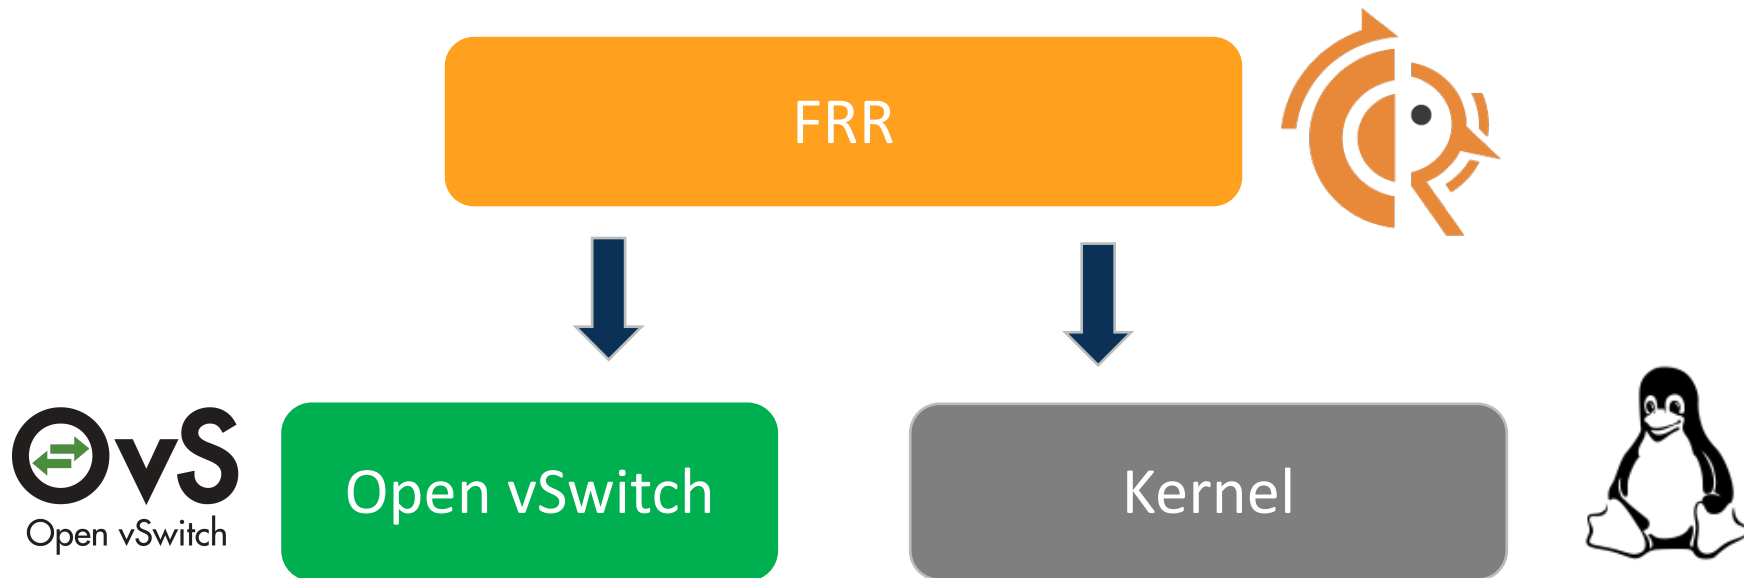 FRR
OvS
Open vSwitch
Open vSwitch
Kernel